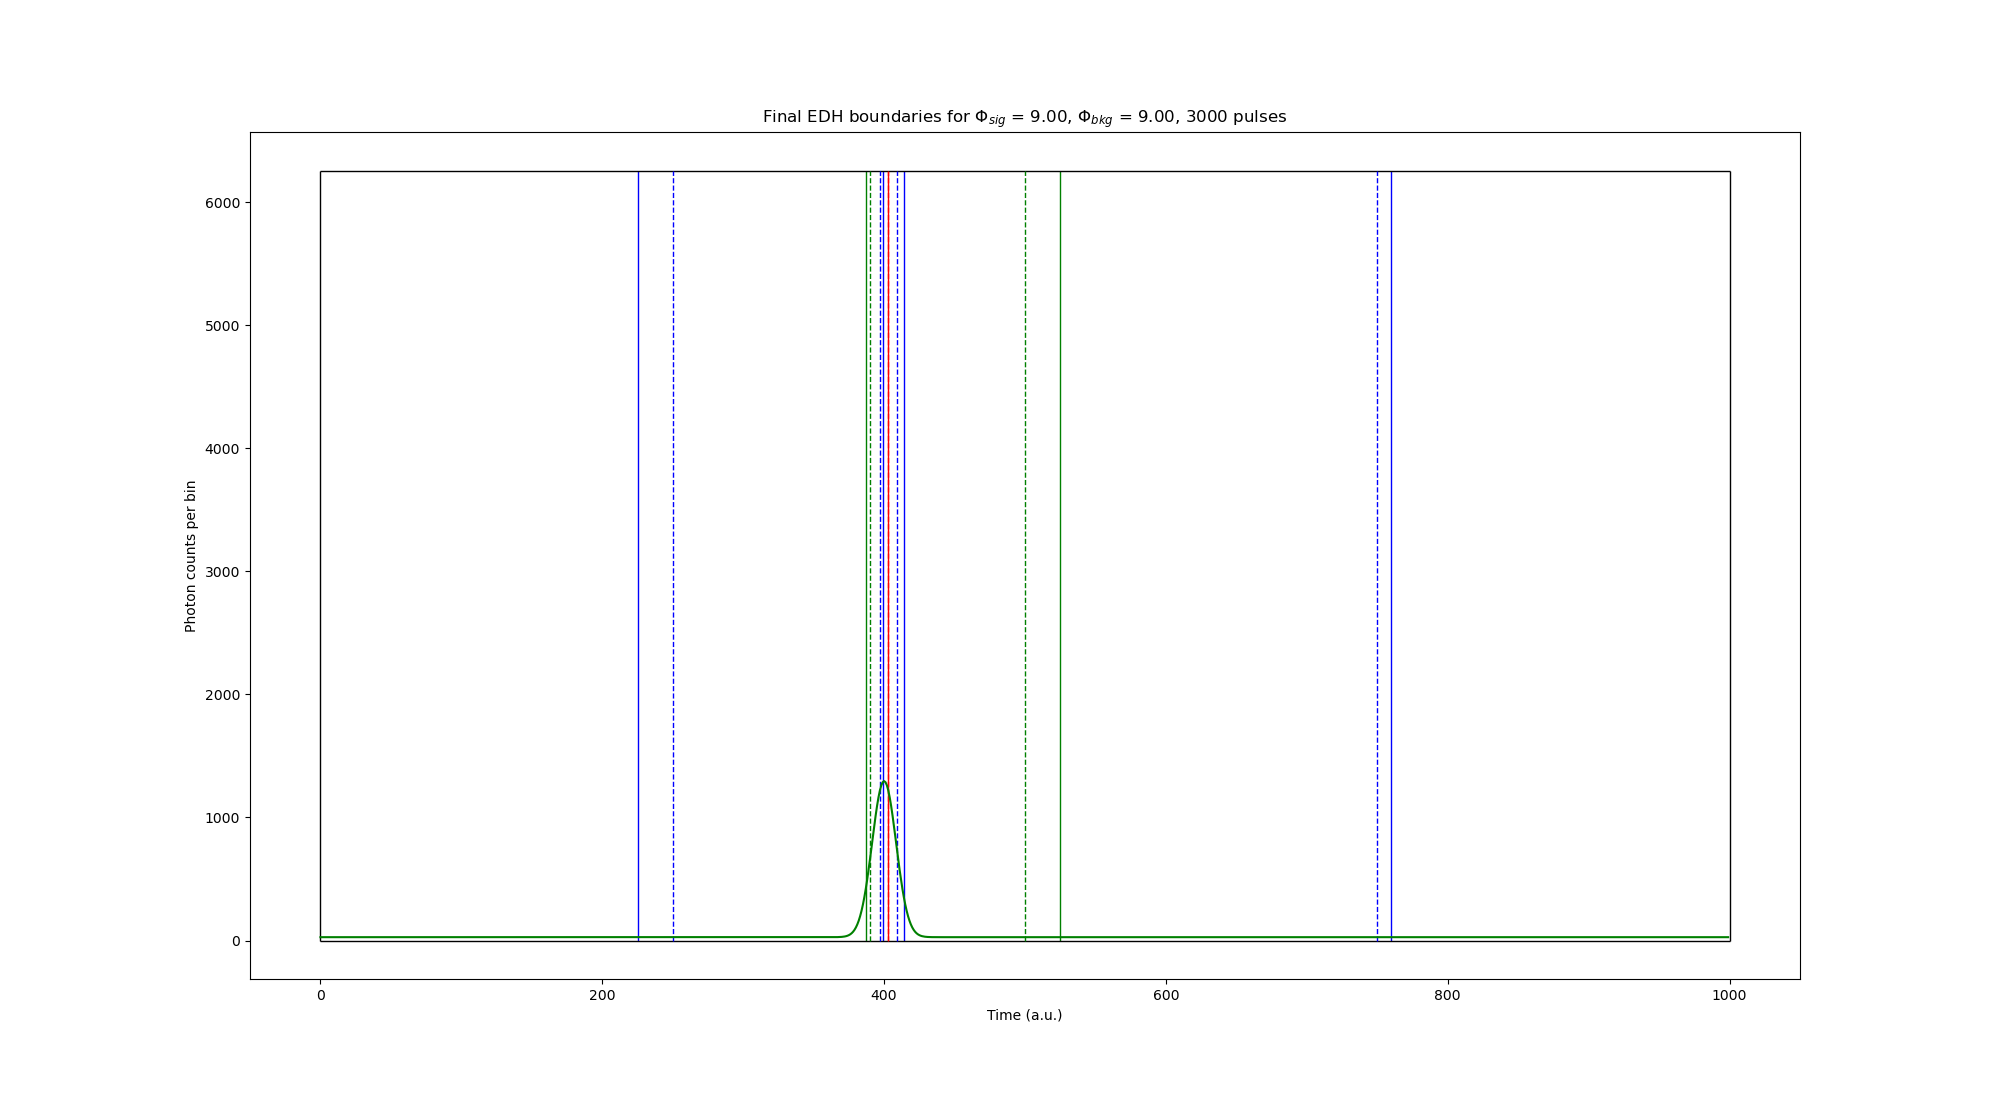 Final EDH boundaries for Φsig = 9.00, Φbkg = 9.00, 3000 pulses
Photon counts per bin
6000
5000
4000
3000
2000
1000
0
0 200 400 600 800 1000
Time (a.u.)